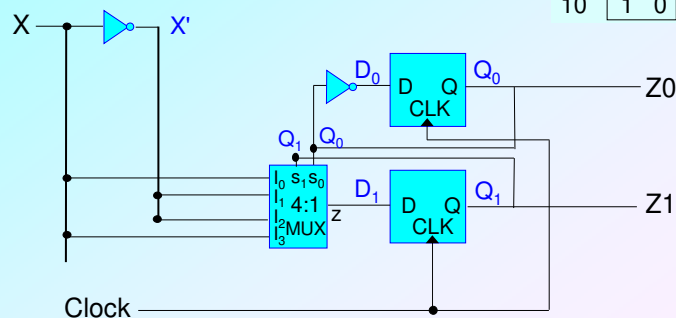 10 1 0
X X'
D0 Q0
D Q
CLK
Z0
Q1 Q0
I0 s1 s0
I1 4:1
I2 MUX
I3
z
D1 Q1
D Q
CLK
Z1
Clock